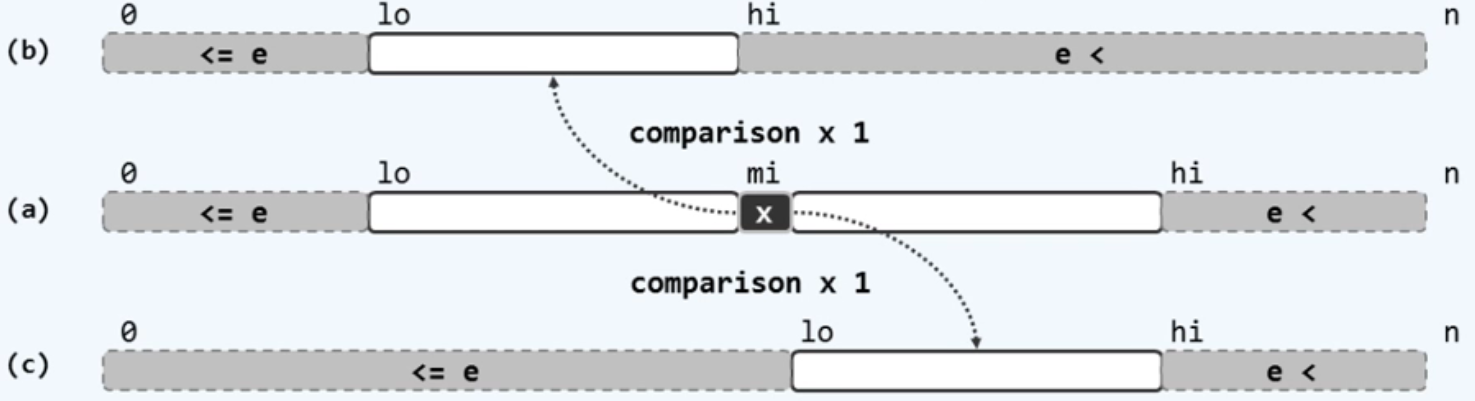 0 lo hi n
(b) <= e e <
comparison x 1
0 lo mi hi n
(a) <= e x e <
comparison x 1
0 lo hi n
(c) <= e e <